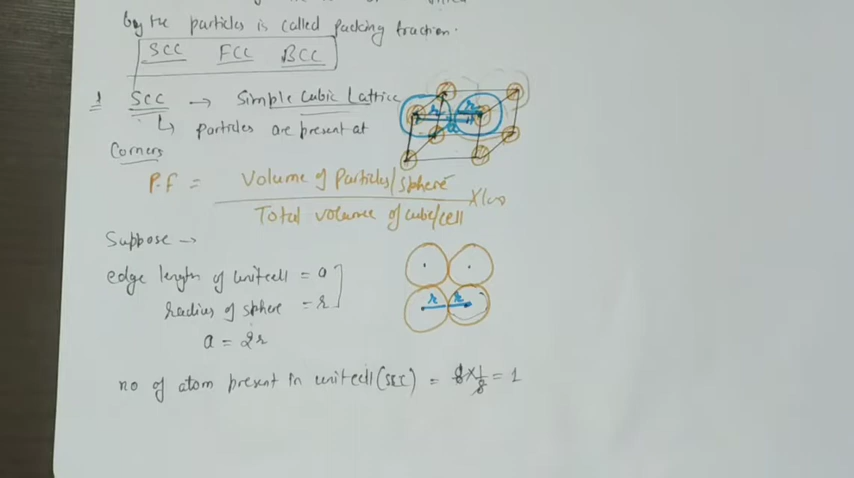 by the particles is called packing fraction.
SCC FCC BCC
1 SCC → Simple Cubic Lattice
↳ particles are present at
Corners
P.F = Volume of Particles/sphere / Total volume of cube/cell ×100
Suppose →
edge length of unitcell = a
radius of sphere = r
a = 2r
no of atom present in unitcell (SCC) = 8×1/8 = 1
r r
a
r r